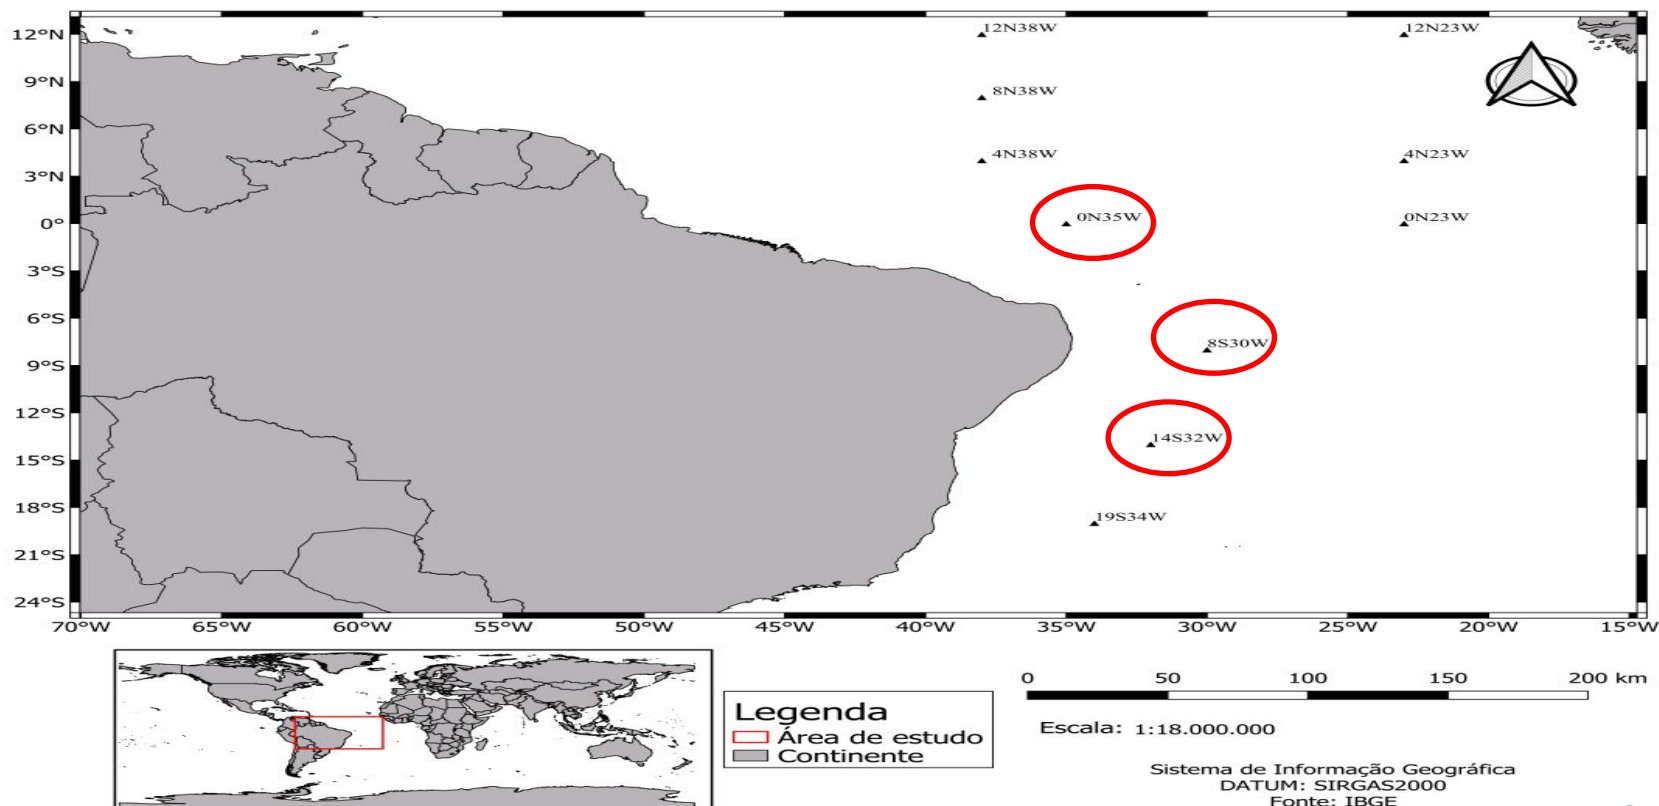 12°N
9°N
6°N
3°N
0°
3°S
6°S
9°S
12°S
15°S
18°S
21°S
24°S
12N38W
12N23W
8N38W
4N38W
4N23W
0N35W
0N23W
8S30W
14S32W
19S34W
70°W 65°W 60°W 55°W 50°W 45°W 40°W 35°W 30°W 25°W 20°W 15°W
Legenda
Área de estudo
Continente
0 50 100 150 200 km
Escala: 1:18.000.000
Sistema de Informação Geográfica
DATUM: SIRGAS2000
Fonte: IBGE